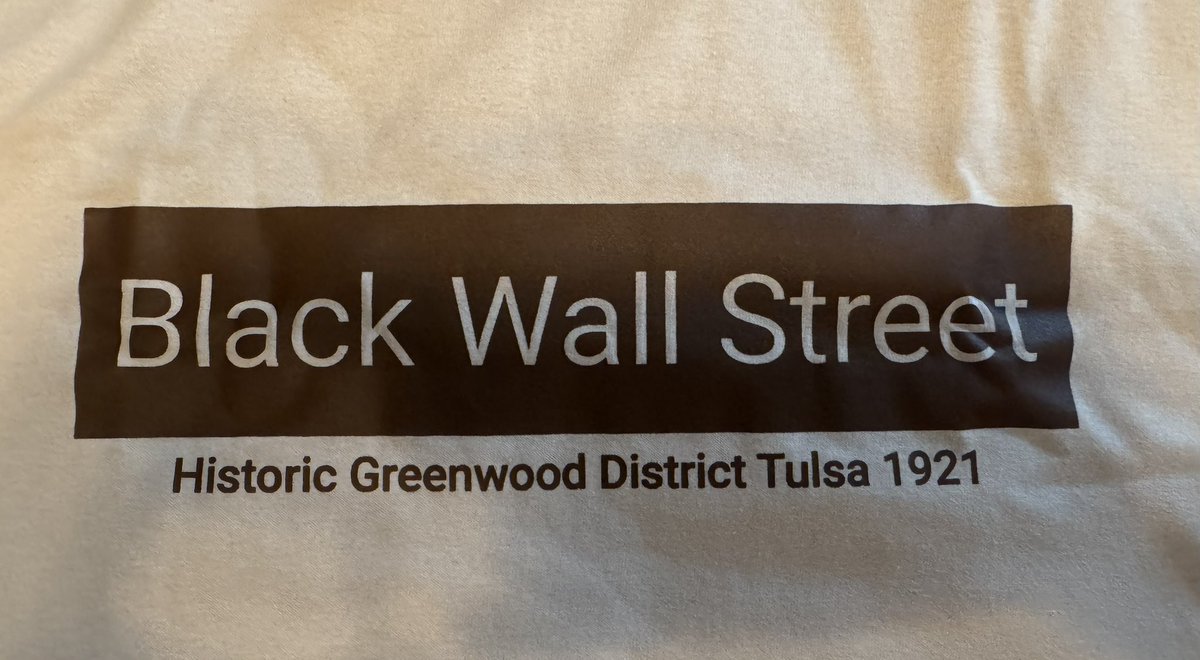 Black Wall Street
Historic Greenwood District Tulsa 1921